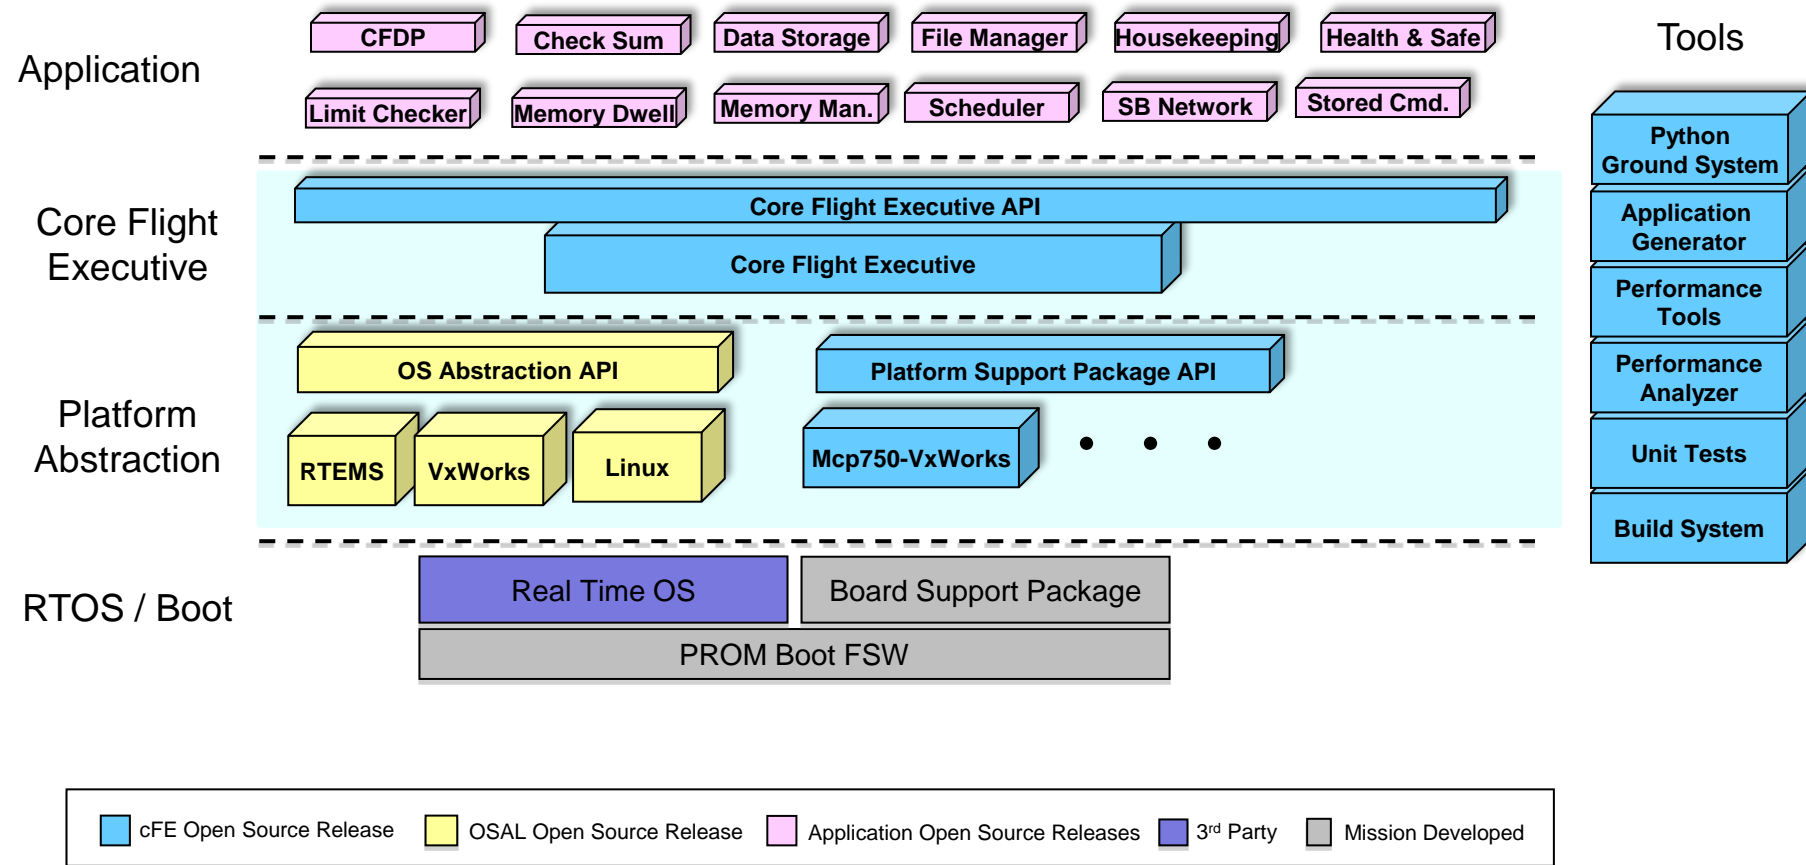 Application
CFDP
Check Sum
Data Storage
File Manager
Housekeeping
Health & Safe
Limit Checker
Memory Dwell
Memory Man.
Scheduler
SB Network
Stored Cmd.
Core Flight
Executive
Core Flight Executive API
Core Flight Executive
Platform
Abstraction
OS Abstraction API
Platform Support Package API
RTEMS
VxWorks
Linux
Mcp750-VxWorks
• • •
RTOS / Boot
Real Time OS
Board Support Package
PROM Boot FSW
Tools
Python
Ground System
Application
Generator
Performance
Tools
Performance
Analyzer
Unit Tests
Build System
cFE Open Source Release
OSAL Open Source Release
Application Open Source Releases
3rd Party
Mission Developed